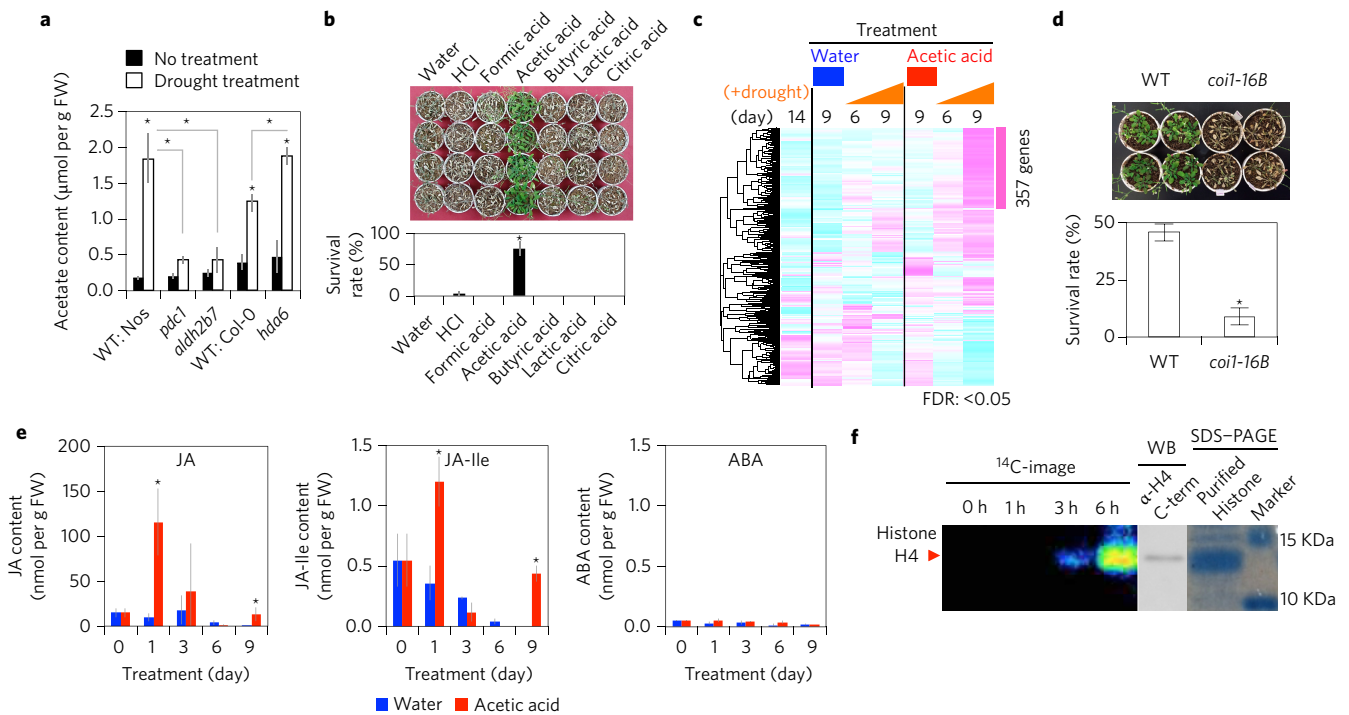 a
No treatment
Drought treatment
Acetate content (μmol per g FW)
2.5
2.0
1.5
1.0
0.5
0.0
* * * * * *
WT: Nos pdc1 aldh2b7 WT: Col-0 hda6
b
Water HCl Formic acid Acetic acid Butyric acid Lactic acid Citric acid
Survival
rate (%)
100
50
0
*
Water HCl Formic acid Acetic acid Butyric acid Lactic acid Citric acid
c
Treatment
Water Acetic acid
(+drought)
(day) 14 9 6 9 9 6 9
357 genes
FDR: <0.05
d
WT coi1-16B
Survival rate (%)
50
25
0
*
WT coi1-16B
e
JA
JA content
(nmol per g FW)
200
150
100
50
0
* *
0 1 3 6 9
Treatment (day)
JA-Ile
JA-Ile content
(nmol per g FW)
1.5
1.0
0.5
0.0
* *
0 1 3 6 9
Treatment (day)
ABA
ABA content
(nmol per g FW)
1.5
1.0
0.5
0.0
0 1 3 6 9
Treatment (day)
Water Acetic acid
f
¹⁴C-image
0 h 1 h 3 h 6 h
WB
α-H4
C-term
SDS–PAGE
Purified
Histone
Marker
Histone
H4
15 KDa
10 KDa